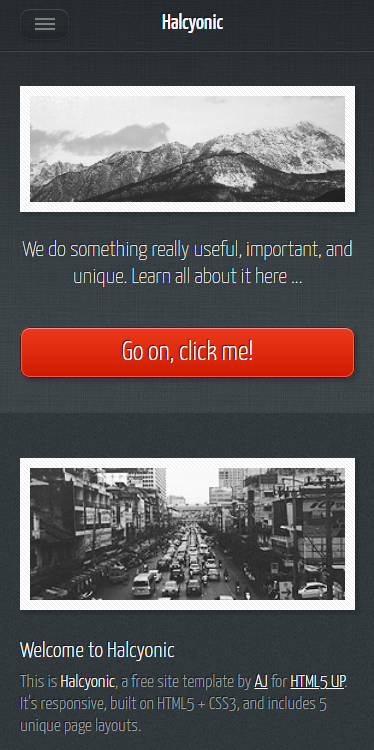 Halcyonic
We do something really useful, important, and
unique. Learn all about it here ...
Go on, click me!
Welcome to Halcyonic
This is Halcyonic, a free site template by AJ for HTML5 UP.
It's responsive, built on HTML5 + CSS3, and includes 5
unique page layouts.